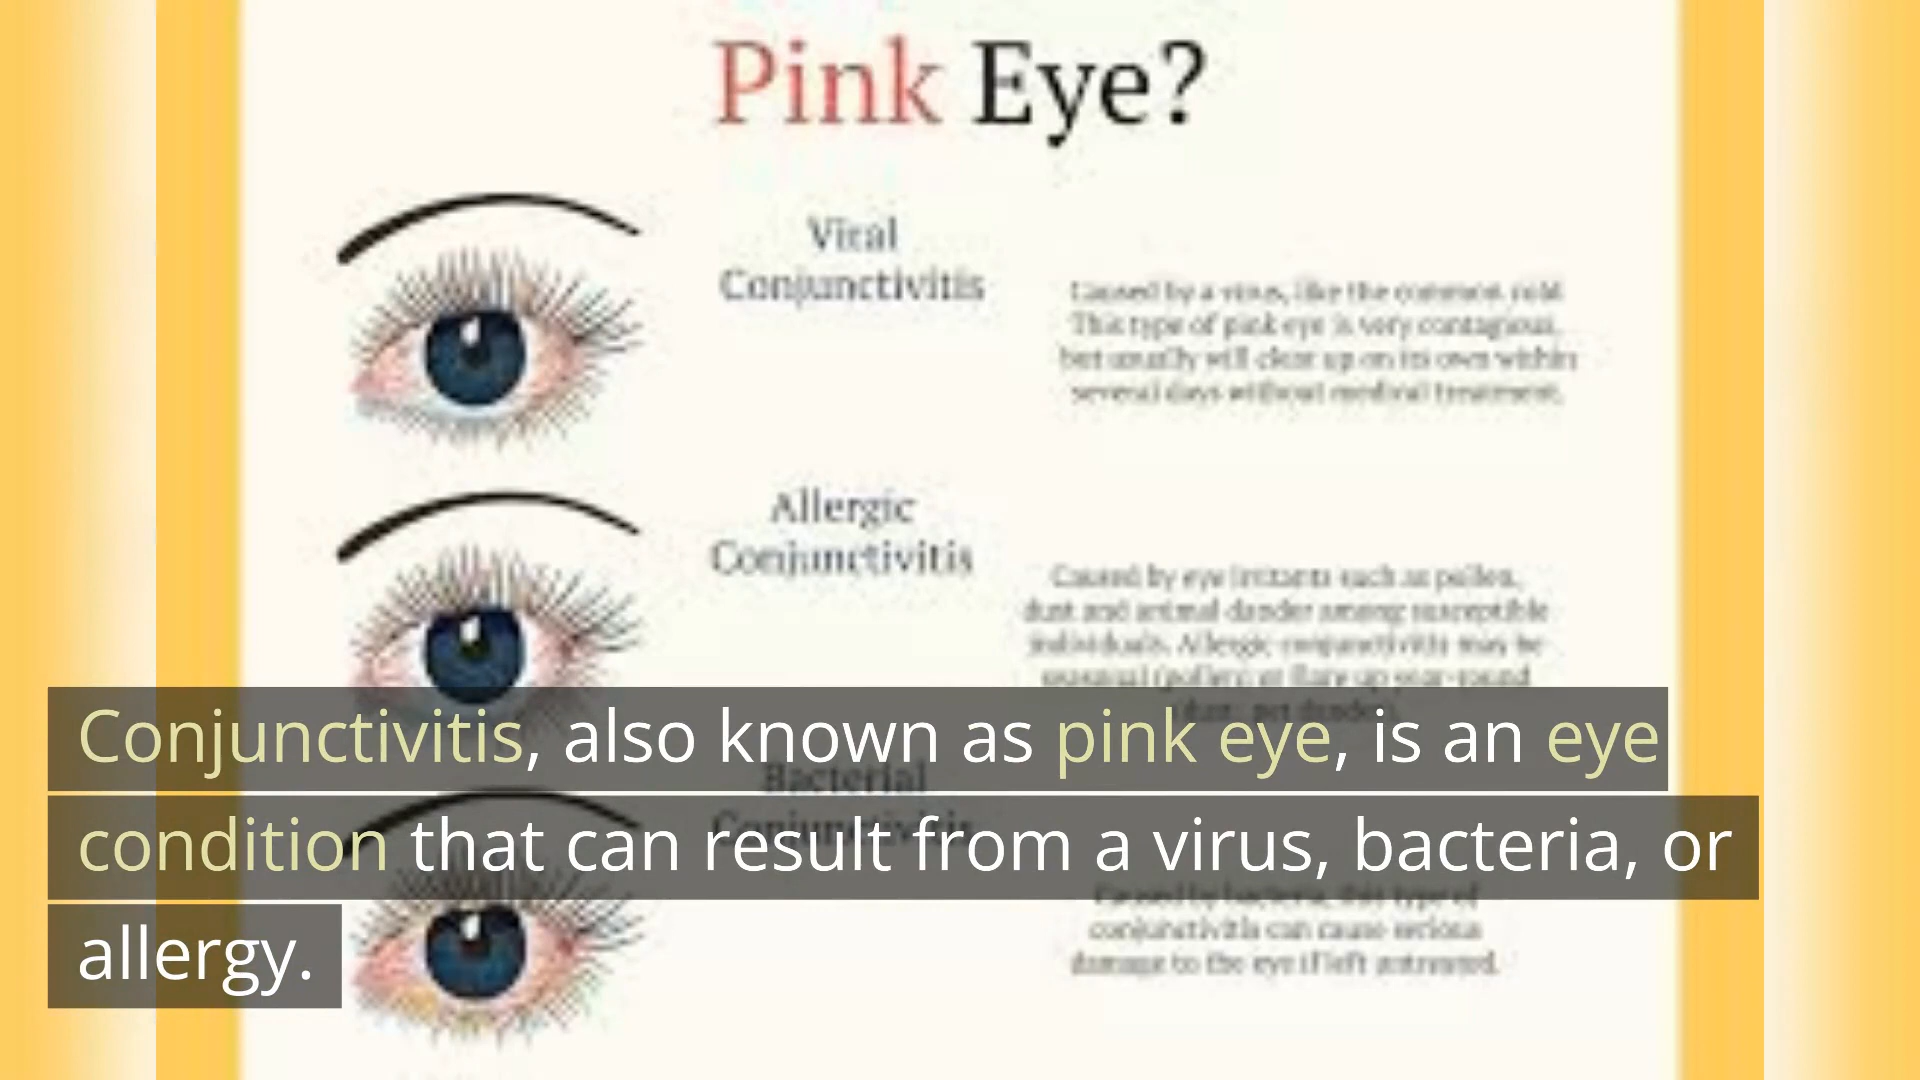 Pink Eye?
Viral
Conjunctivitis
Caused by a virus, like the common cold
This type of pink eye is very contagious,
but usually will clear up on its own within
several days without medical treatment.
Allergic
Conjunctivitis
Caused by eye irritants such as pollen,
dust and animal dander among susceptible
individuals. Allergic conjunctivitis may be
seasonal (pollen) or flare up year-round
(dust, pet dander).
Bacterial
Conjunctivitis
Caused by bacteria, this type of
conjunctivitis can cause serious
damage to the eye if left untreated.
Conjunctivitis, also known as pink eye, is an eye
condition that can result from a virus, bacteria, or
allergy.